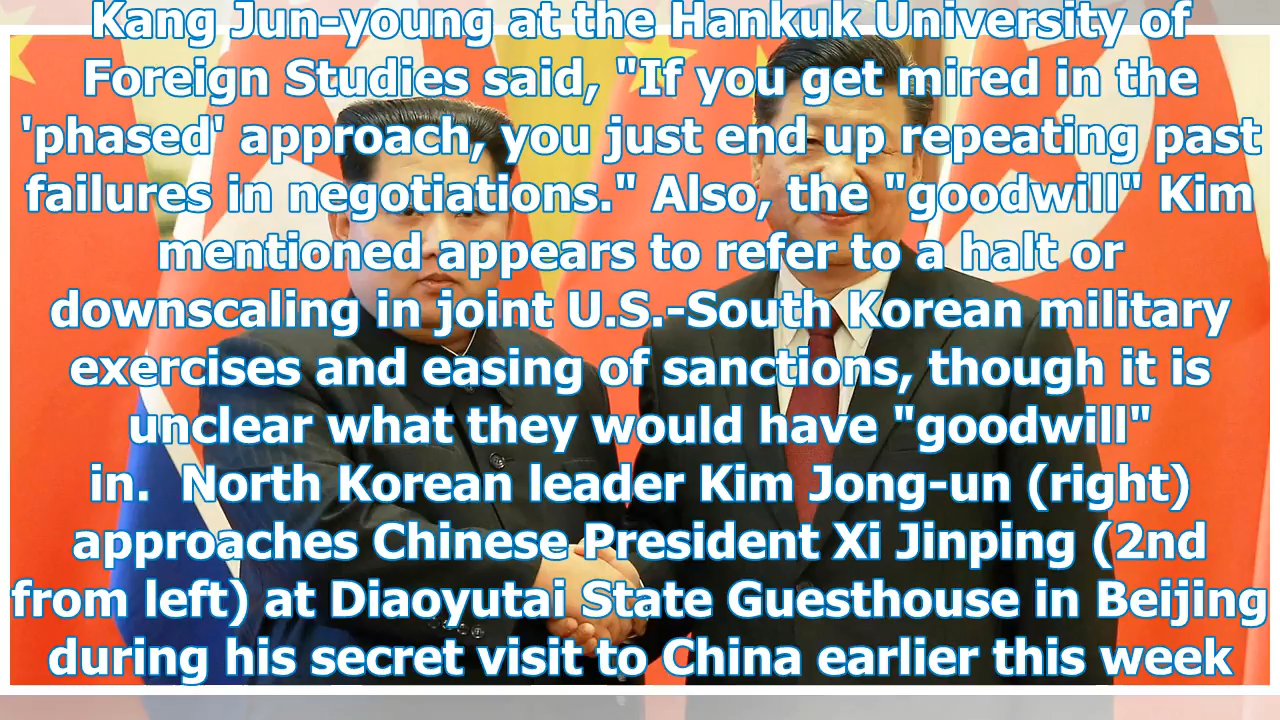 Kang Jun-young at the Hankuk University of
Foreign Studies said, "If you get mired in the
'phased' approach, you just end up repeating past
failures in negotiations." Also, the "goodwill" Kim
mentioned appears to refer to a halt or
downscaling in joint U.S.-South Korean military
exercises and easing of sanctions, though it is
unclear what they would have "goodwill"
in.  North Korean leader Kim Jong-un (right)
approaches Chinese President Xi Jinping (2nd
from left) at Diaoyutai State Guesthouse in Beijing
during his secret visit to China earlier this week